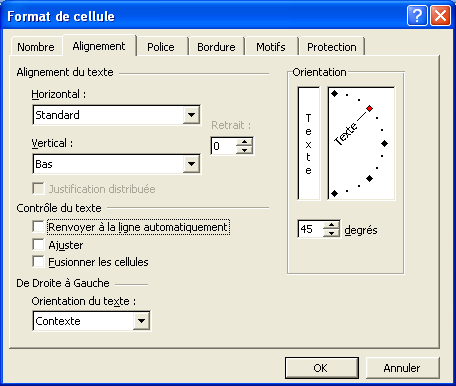 Format de cellule
Nombre
Alignement
Police
Bordure
Motifs
Protection
Alignement du texte
Horizontal :
Standard
Retrait :
0
Vertical :
Bas
Justification distribuée
Contrôle du texte
Renvoyer à la ligne automatiquement
Ajuster
Fusionner les cellules
De Droite à Gauche
Orientation du texte :
Contexte
Orientation
Texte
Texte
45 degrés
OK
Annuler